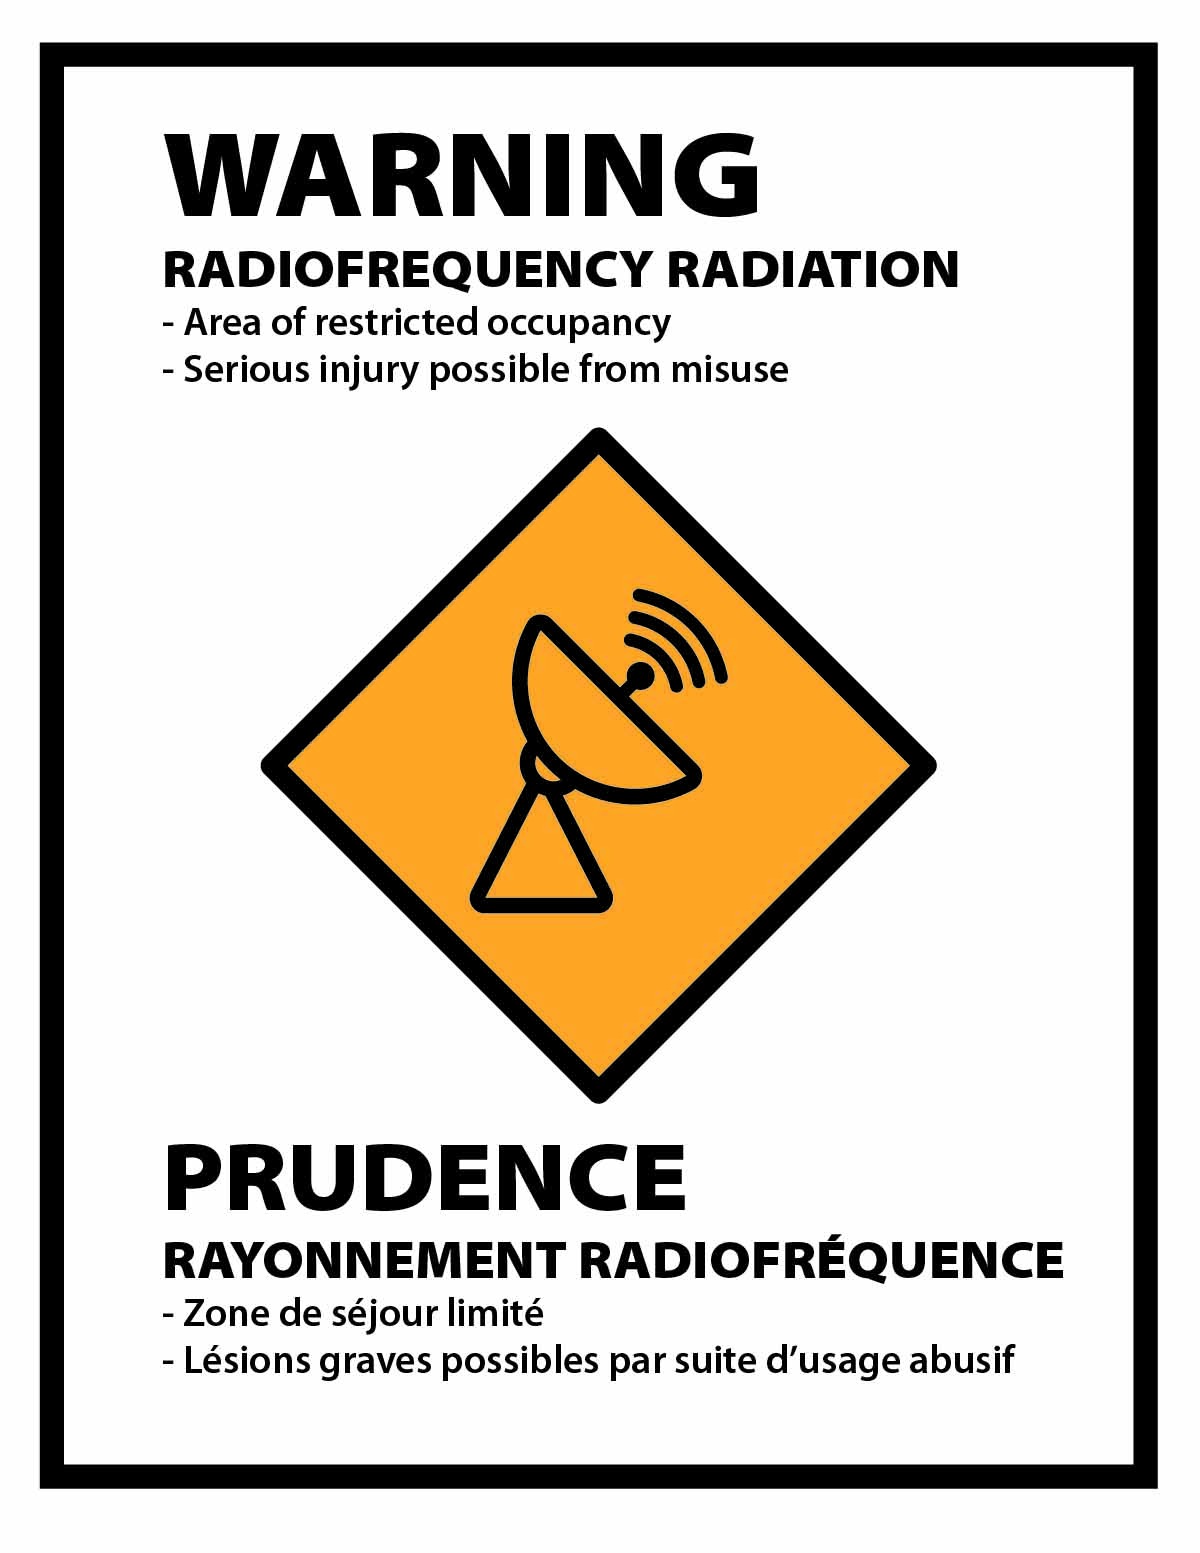 WARNING
RADIOFREQUENCY RADIATION
- Area of restricted occupancy
- Serious injury possible from misuse
PRUDENCE
RAYONNEMENT RADIOFRÉQUENCE
- Zone de séjour limité
- Lésions graves possibles par suite d’usage abusif